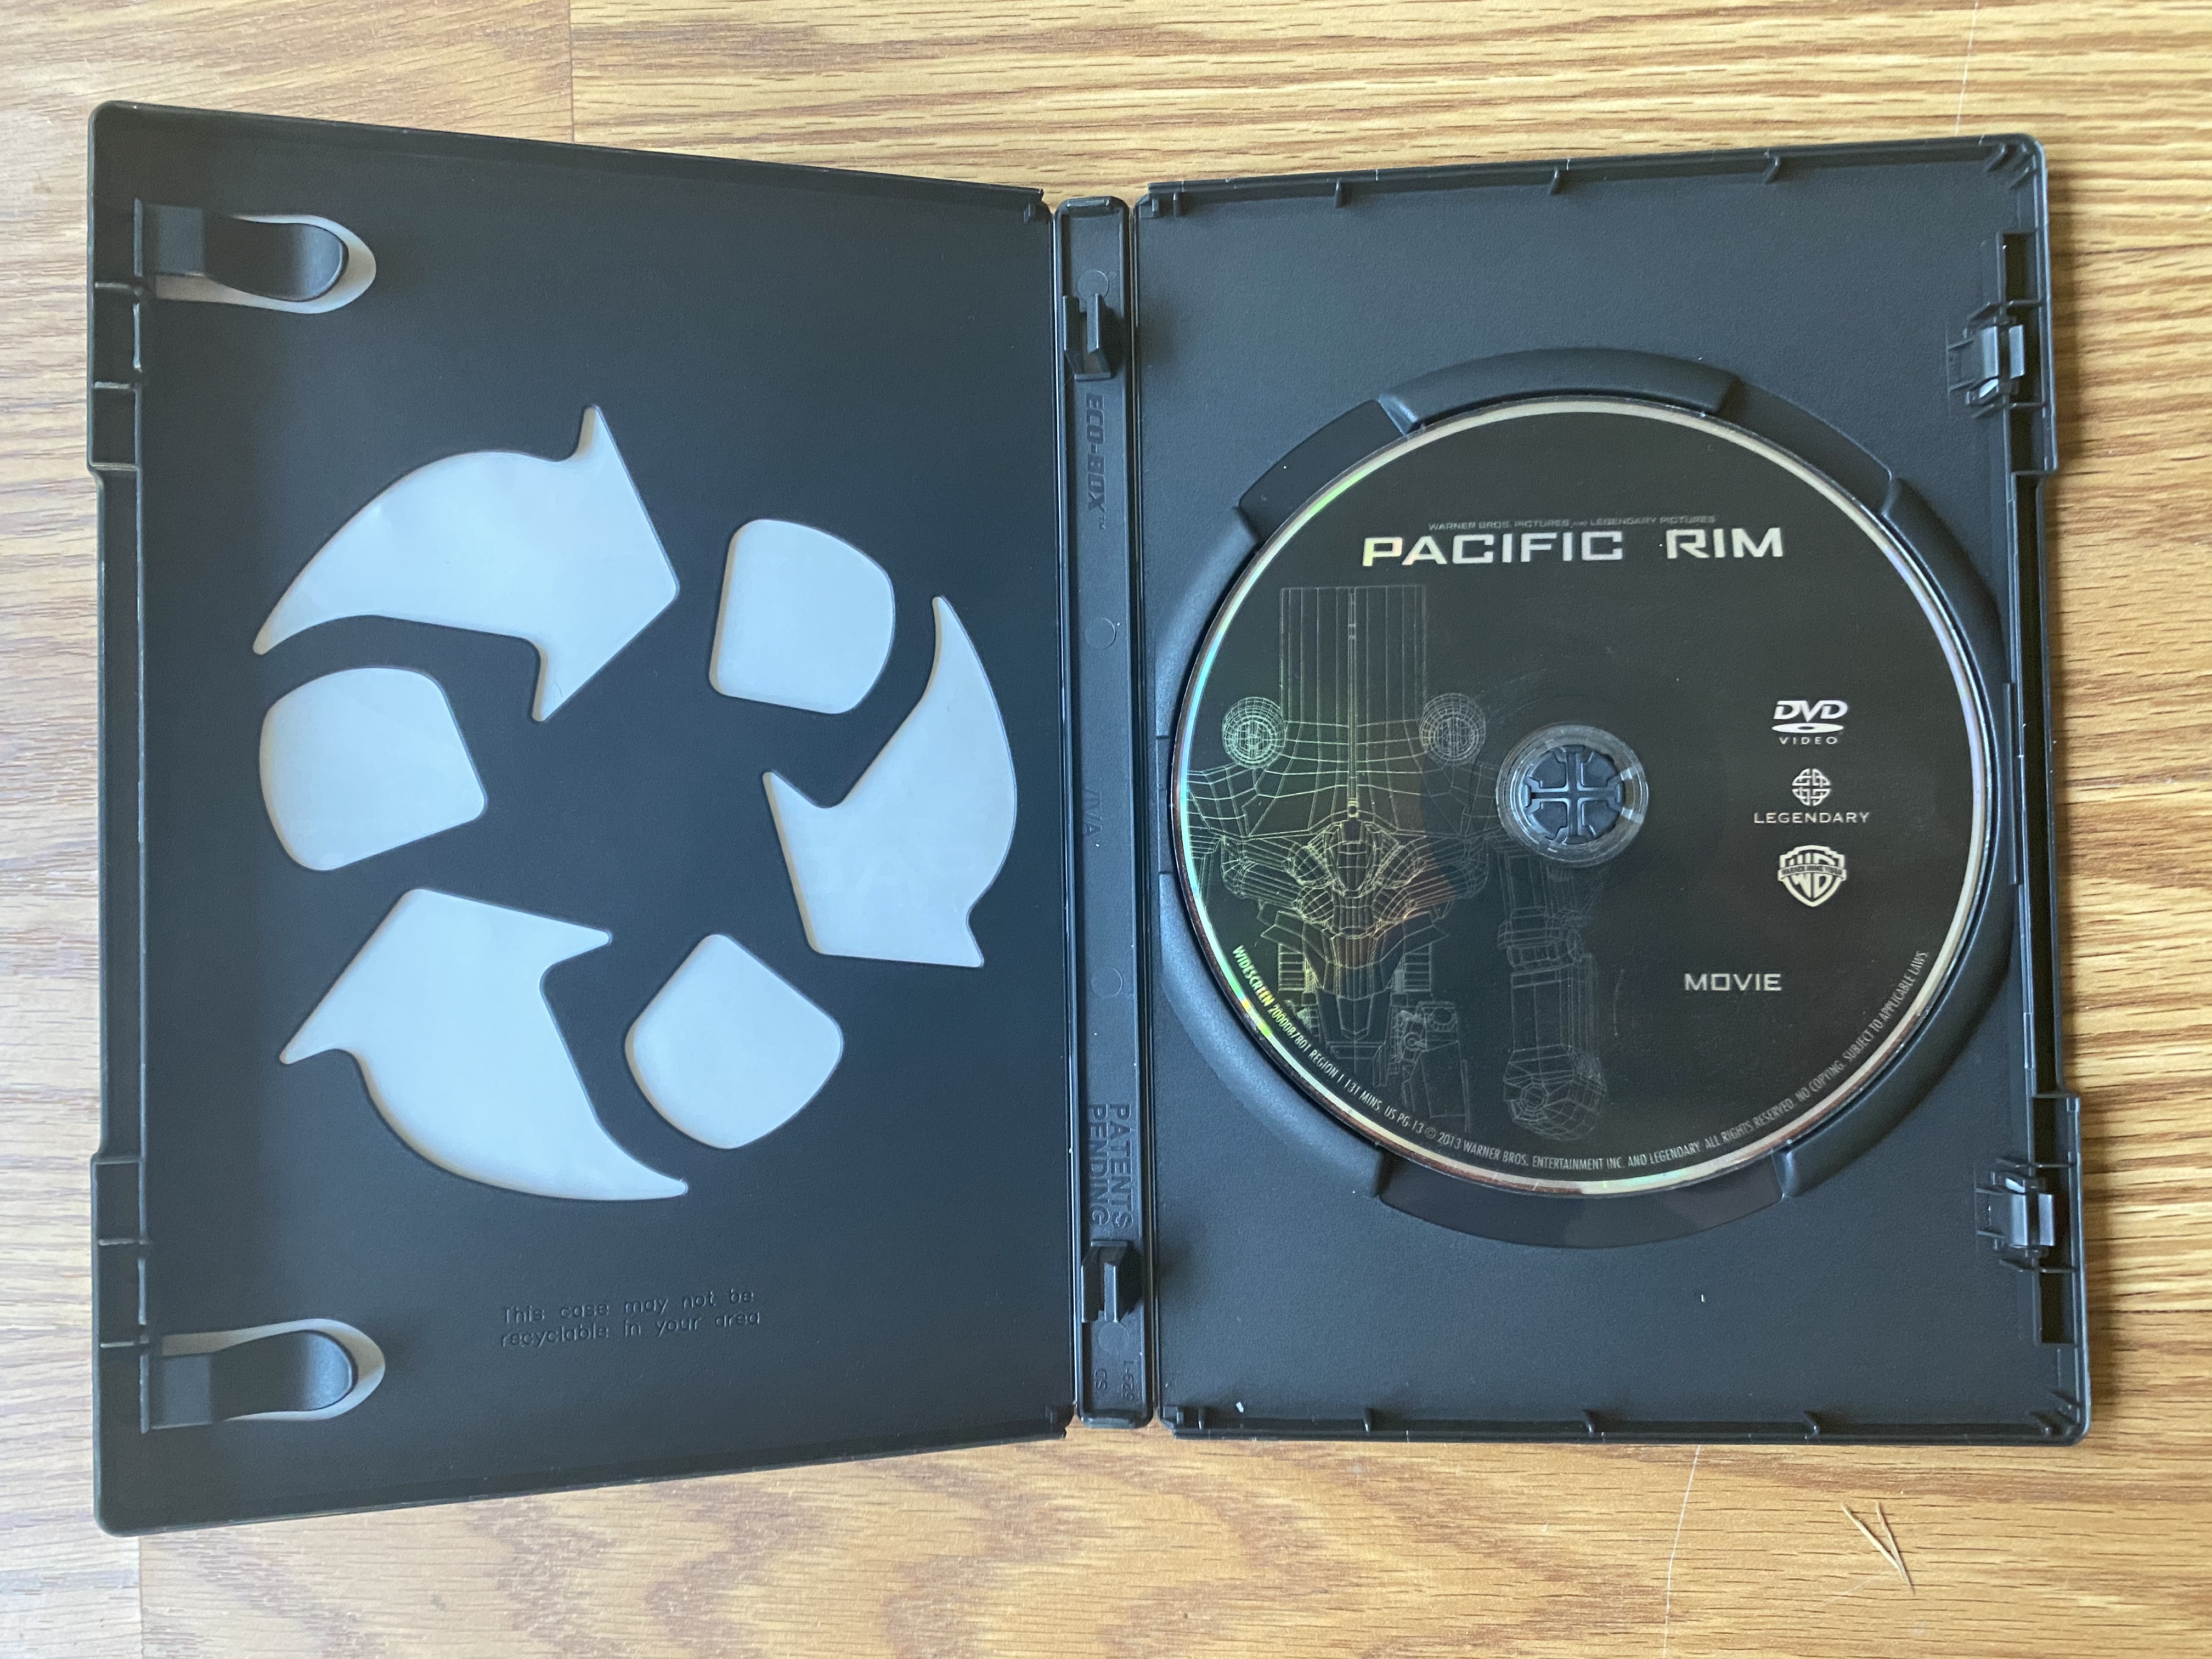 This case may not be
recyclable in your area
ECO-BOX™
PATENTS
PENDING
WARNER BROS. PICTURES AND LEGENDARY PICTURES
PACIFIC RIM
DVD
VIDEO
LEGENDARY
MOVIE
WIDESCREEN 2000087801 REGION 1 131 MINS. US PG-13 © 2013 WARNER BROS. ENTERTAINMENT INC. AND LEGENDARY. ALL RIGHTS RESERVED. NO COPYING. SUBJECT TO APPLICABLE LAWS